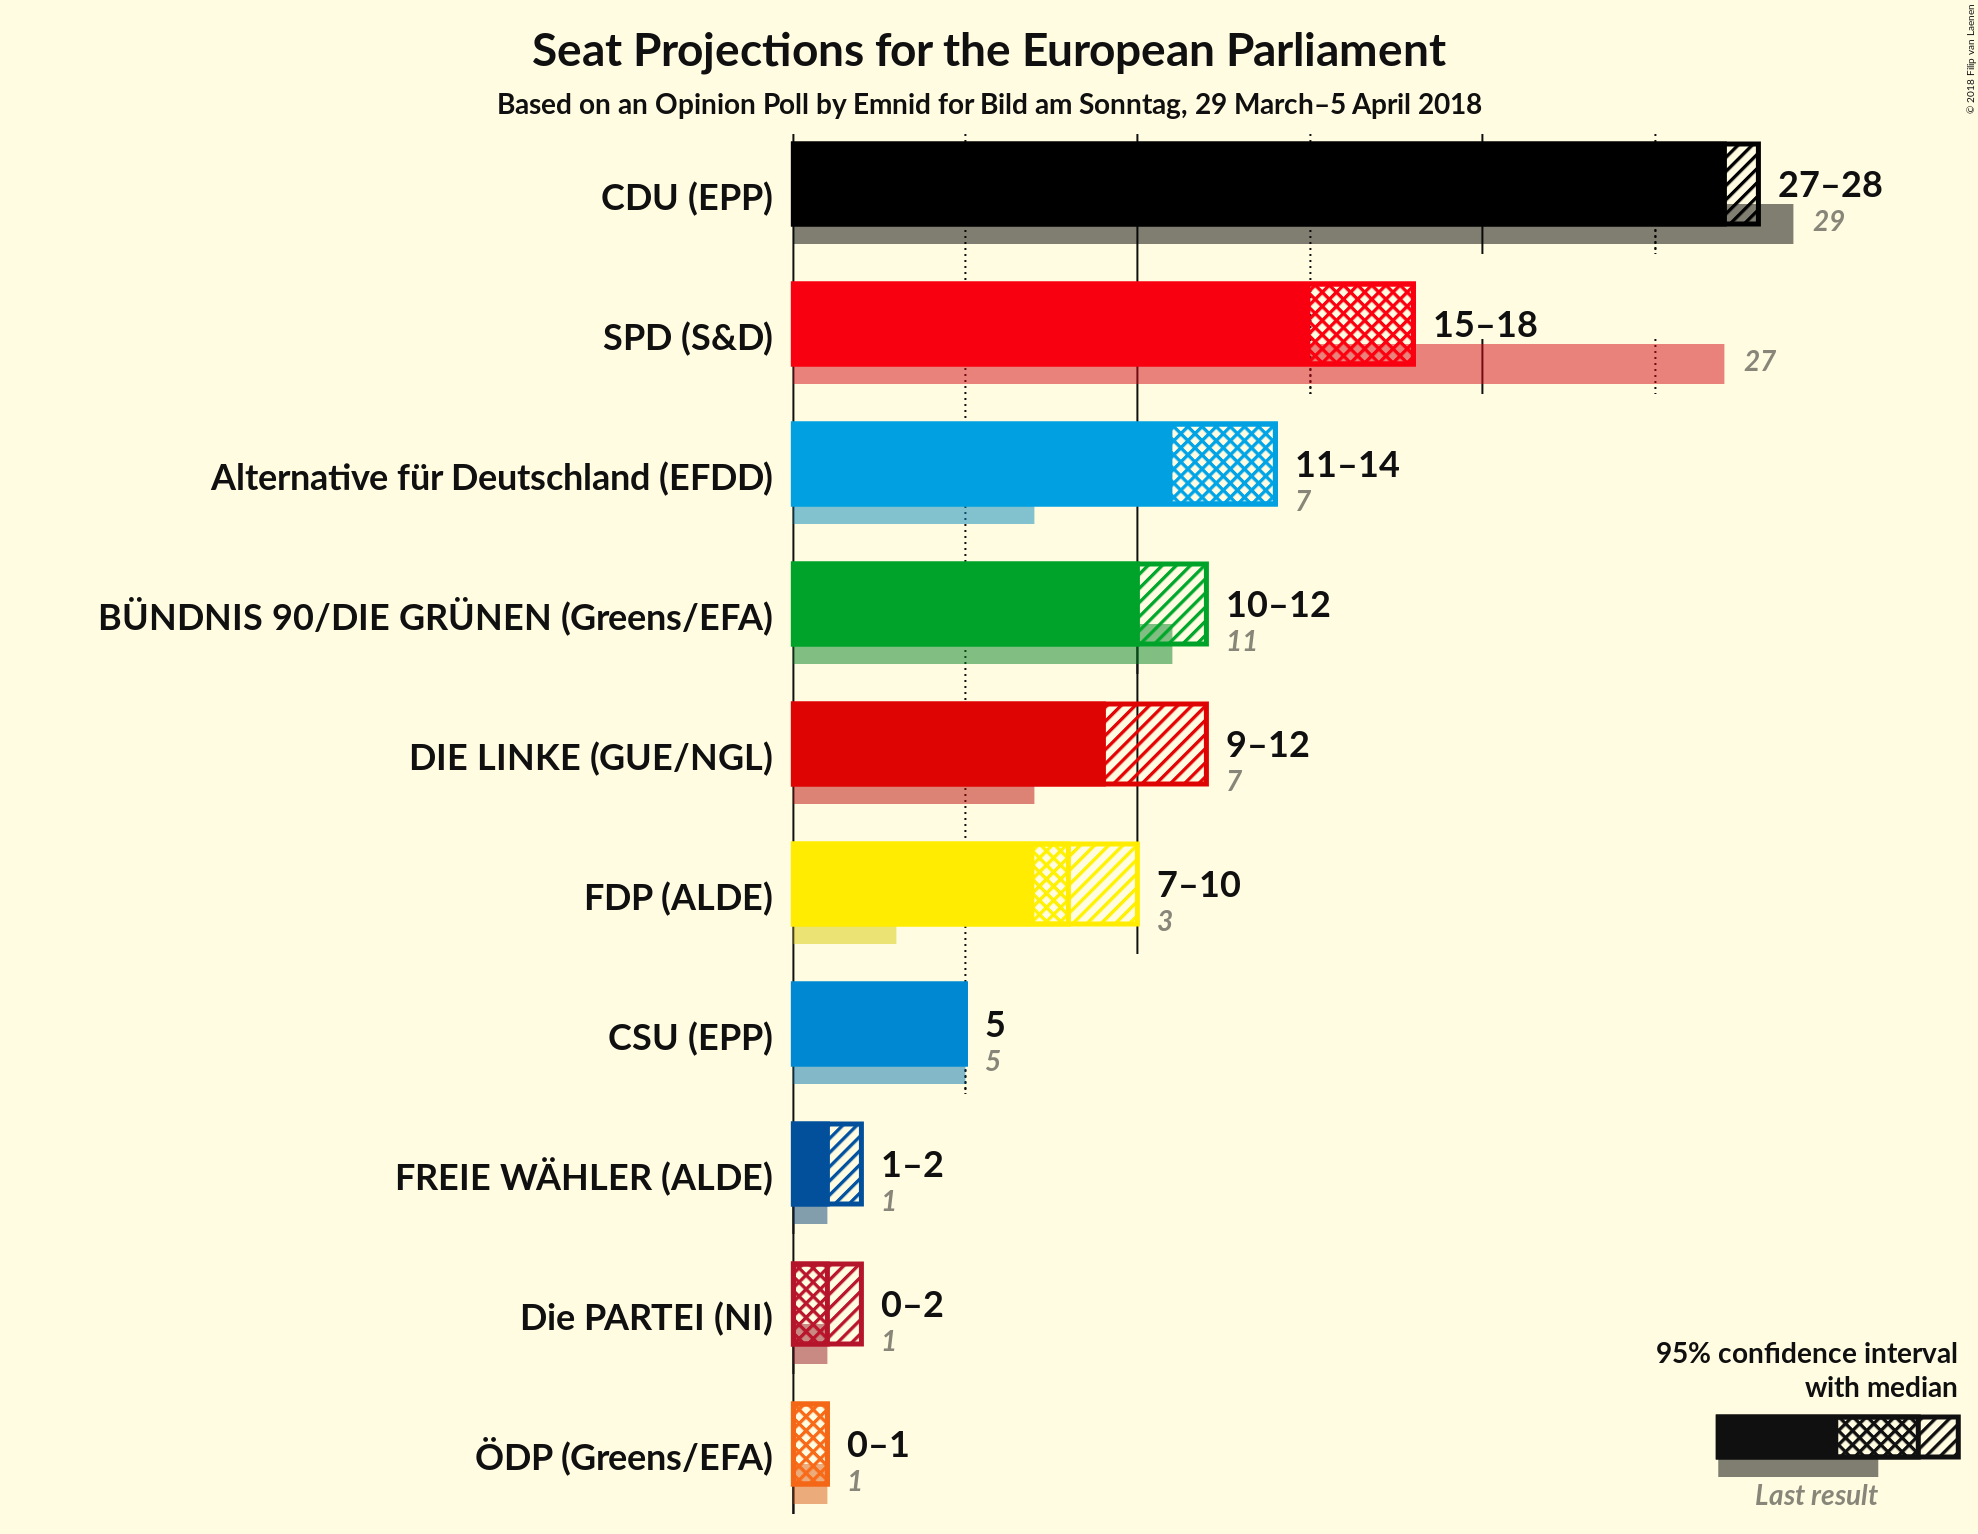 Seat Projections for the European Parliament
Based on an Opinion Poll by Emnid for Bild am Sonntag, 29 March–5 April 2018
© 2018 Filip van Laenen
CDU (EPP)
27–28
29
SPD (S&D)
15–18
27
Alternative für Deutschland (EFDD)
11–14
7
BÜNDNIS 90/DIE GRÜNEN (Greens/EFA)
10–12
11
DIE LINKE (GUE/NGL)
9–12
7
FDP (ALDE)
7–10
3
CSU (EPP)
5
5
FREIE WÄHLER (ALDE)
1–2
1
Die PARTEI (NI)
0–2
1
ÖDP (Greens/EFA)
0–1
1
95% confidence interval
with median
Last result